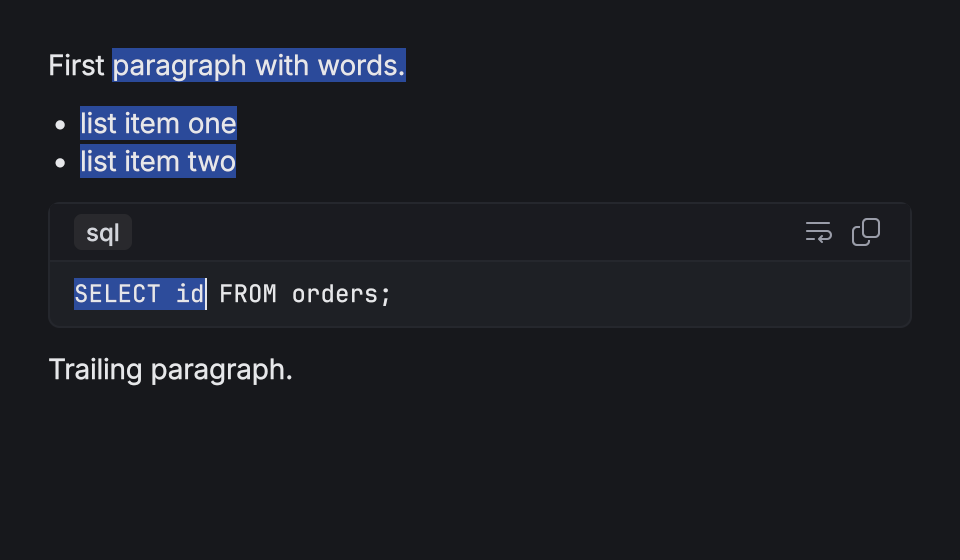 First paragraph with words.
• list item one
• list item two
sql
SELECT id FROM orders;
Trailing paragraph.